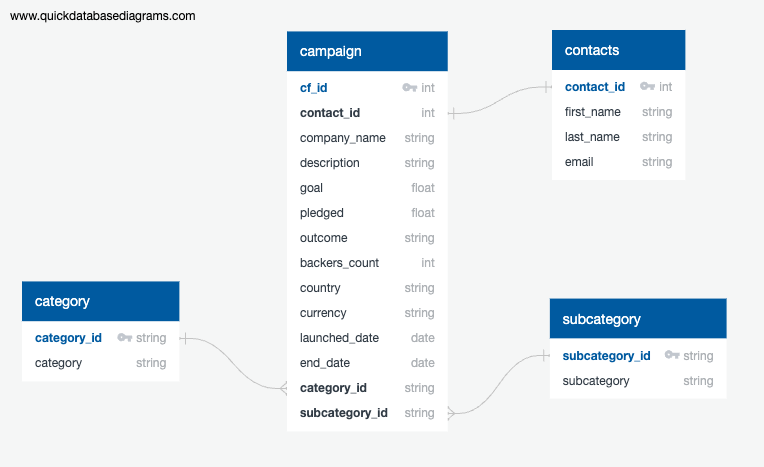 www.quickdatabasediagrams.com
campaign
cf_id int
contact_id int
company_name string
description string
goal float
pledged float
outcome string
backers_count int
country string
currency string
launched_date date
end_date date
category_id string
subcategory_id string
contacts
contact_id int
first_name string
last_name string
email string
category
category_id string
category string
subcategory
subcategory_id string
subcategory string